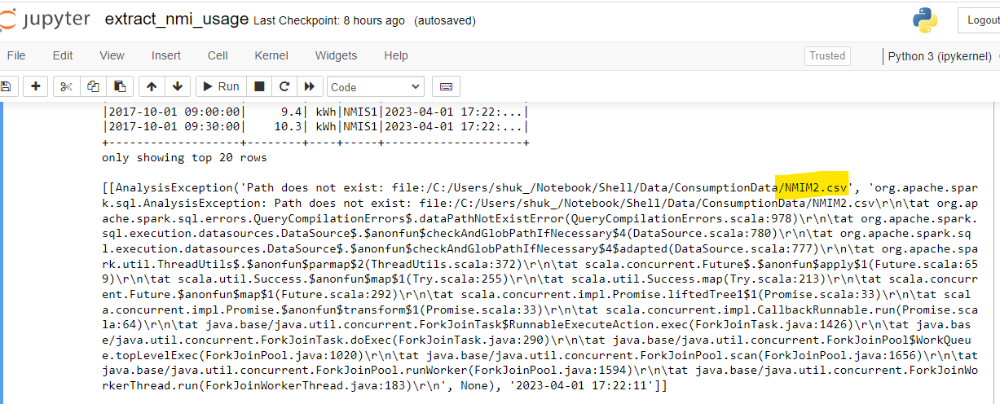 jupyter extract_nmi_usage Last Checkpoint: 8 hours ago (autosaved)
Logout
File Edit View Insert Cell Kernel Widgets Help
Trusted
Python 3 (ipykernel)
Run
Code
|2017-10-01 09:00:00|     9.4| kWh|NMIS1|2023-04-01 17:22:...|
|2017-10-01 09:30:00|    10.3| kWh|NMIS1|2023-04-01 17:22:...|
+-------------------+--------+----+-----+--------------------+
only showing top 20 rows
[[AnalysisException('Path does not exist: file:/C:/Users/shuk_/Notebook/Shell/Data/ConsumptionData/NMIM2.csv', 'org.apache.spar
k.sql.AnalysisException: Path does not exist: file:/C:/Users/shuk_/Notebook/Shell/Data/ConsumptionData/NMIM2.csv\r\n\tat org.ap
ache.spark.sql.errors.QueryCompilationErrors$.dataPathNotExistError(QueryCompilationErrors.scala:978)\r\n\tat org.apache.spark.
sql.execution.datasources.DataSource$.$anonfun$checkAndGlobPathIfNecessary$4(DataSource.scala:780)\r\n\tat org.apache.spark.sq
l.execution.datasources.DataSource$.$anonfun$checkAndGlobPathIfNecessary$4$adapted(DataSource.scala:777)\r\n\tat org.apache.spa
rk.util.ThreadUtils$.$anonfun$parmap$2(ThreadUtils.scala:372)\r\n\tat scala.concurrent.Future$.$anonfun$apply$1(Future.scala:65
9)\r\n\tat scala.util.Success.$anonfun$map$1(Try.scala:255)\r\n\tat scala.util.Success.map(Try.scala:213)\r\n\tat scala.concurr
ent.Future.$anonfun$map$1(Future.scala:292)\r\n\tat scala.concurrent.impl.Promise.liftedTree1$1(Promise.scala:33)\r\n\tat scal
a.concurrent.impl.Promise.$anonfun$transform$1(Promise.scala:33)\r\n\tat scala.concurrent.impl.CallbackRunnable.run(Promise.sca
la:64)\r\n\tat java.base/java.util.concurrent.ForkJoinTask$RunnableExecuteAction.exec(ForkJoinTask.java:1426)\r\n\tat java.bas
e/java.util.concurrent.ForkJoinTask.doExec(ForkJoinTask.java:290)\r\n\tat java.base/java.util.concurrent.ForkJoinPool$WorkQueu
e.topLevelExec(ForkJoinPool.java:1020)\r\n\tat java.base/java.util.concurrent.ForkJoinPool.scan(ForkJoinPool.java:1656)\r\n\tat
java.base/java.util.concurrent.ForkJoinPool.runWorker(ForkJoinPool.java:1594)\r\n\tat java.base/java.util.concurrent.ForkJoinWo
rkerThread.run(ForkJoinWorkerThread.java:183)\r\n', None), '2023-04-01 17:22:11']]